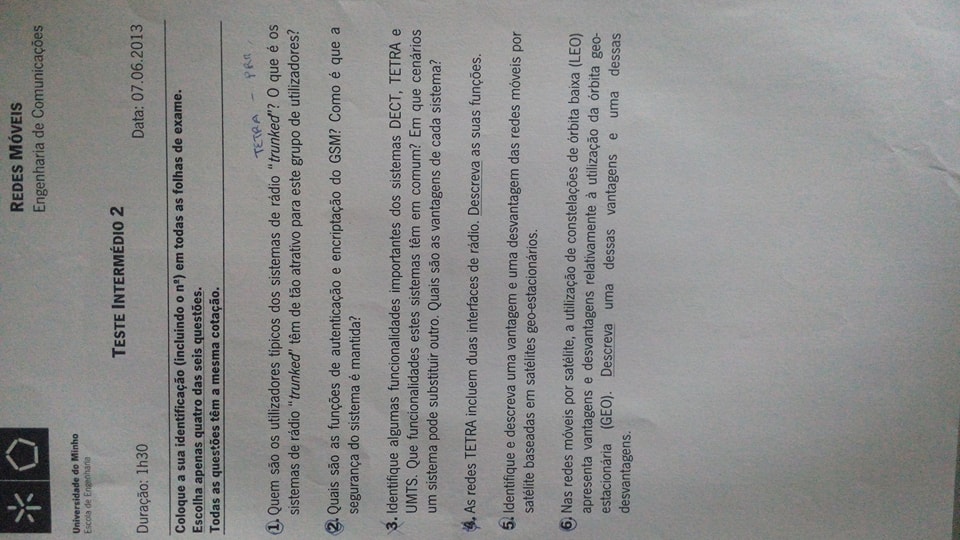 REDES MÓVEIS
Engenharia de Comunicações
Universidade do Minho
Escola de Engenharia
TESTE INTERMÉDIO 2
Duração: 1h30
Data: 07.06.2013
Coloque a sua identificação (incluindo o nº) em todas as folhas de exame.
Escolha apenas quatro das seis questões.
Todas as questões têm a mesma cotação.
TETRA -
1. Quem são os utilizadores típicos dos sistemas de rádio "trunked"? O que é os
sistemas de rádio "trunked" têm de tão atrativo para este grupo de utilizadores?
2. Quais são as funções de autenticação e encriptação do GSM? Como é que a
segurança do sistema é mantida?
3. Identifique algumas funcionalidades importantes dos sistemas DECT, TETRA e
UMTS. Que funcionalidades estes sistemas têm em comum? Em que cenários
um sistema pode substituir outro. Quais são as vantagens de cada sistema?
4. As redes TETRA incluem duas interfaces de rádio. Descreva as suas funções.
5. Identifique e descreva uma vantagem e uma desvantagem das redes móveis por
satélite baseadas em satélites geo-estacionários.
6. Nas redes móveis por satélite, a utilização de constelações de órbita baixa (LEO)
apresenta vantagens e desvantagens relativamente à utilização da órbita geo-
estacionária (GEO). Descreva uma dessas vantagens e uma dessas
desvantagens.